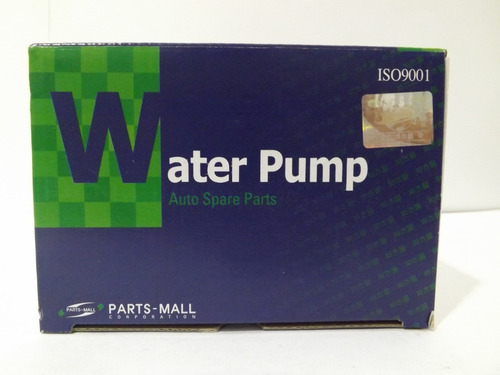 ISO9001
Water Pump
Auto Spare Parts
PARTS-MALL
PARTS-MALL
CORPORATION